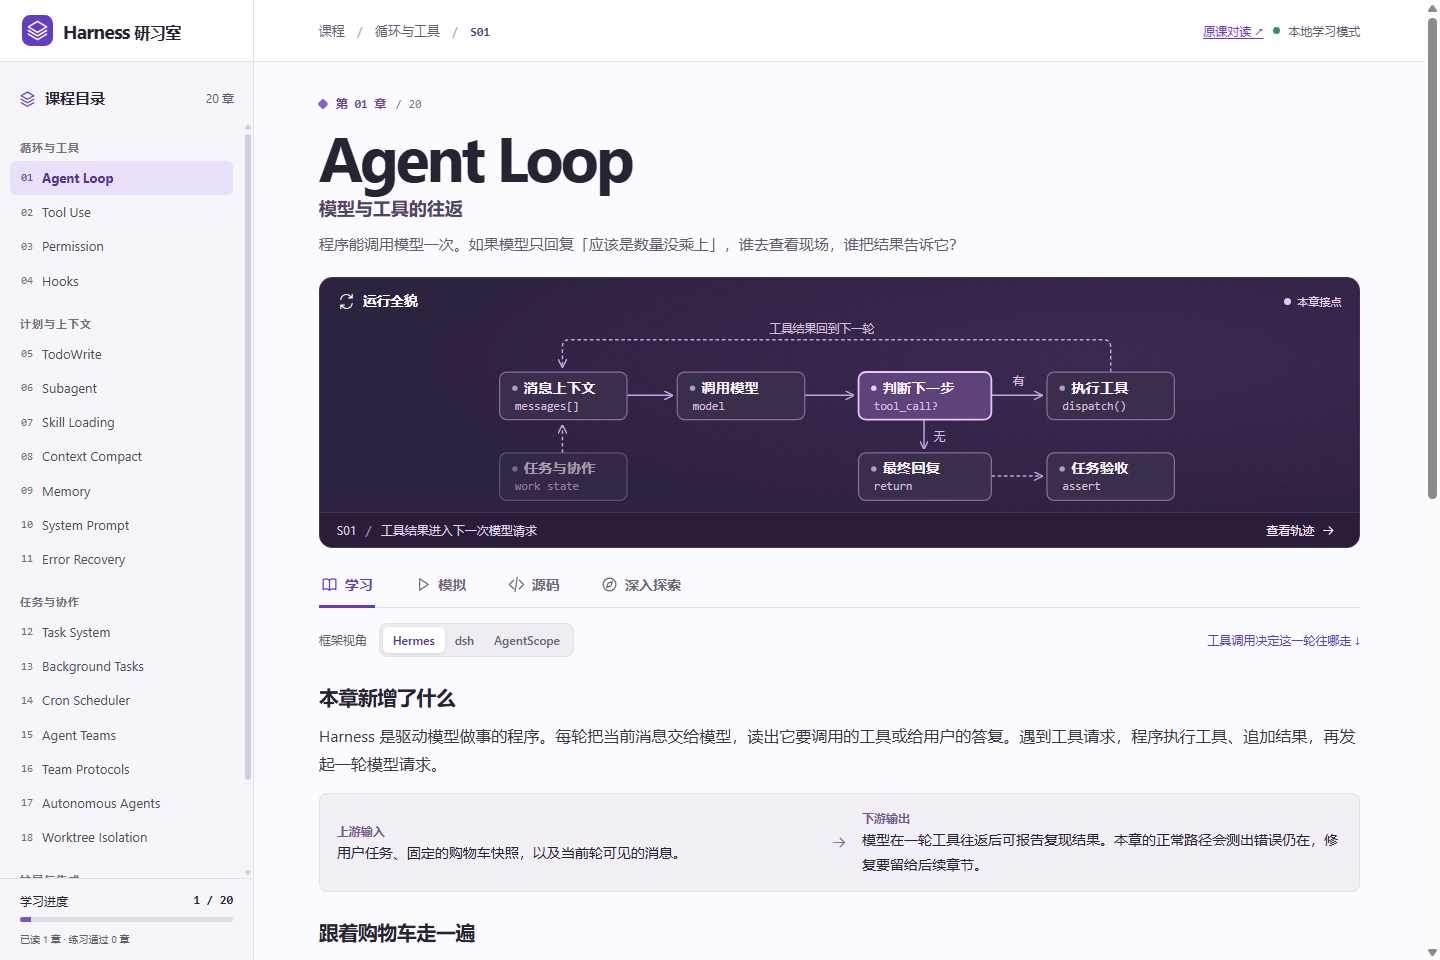 Harness 研习室
课程 / 循环与工具 / S01
原课对读 ↗
本地学习模式
课程目录
20 章
循环与工具
01 Agent Loop
02 Tool Use
03 Permission
04 Hooks
计划与上下文
05 TodoWrite
06 Subagent
07 Skill Loading
08 Context Compact
09 Memory
10 System Prompt
11 Error Recovery
任务与协作
12 Task System
13 Background Tasks
14 Cron Scheduler
15 Agent Teams
16 Team Protocols
17 Autonomous Agents
18 Worktree Isolation
学习进度
1 / 20
已读 1 章 · 练习通过 0 章
第 01 章 / 20
Agent Loop
模型与工具的往返
程序能调用模型一次。如果模型只回复「应该是数量没乘上」，谁去查看现场，谁把结果告诉它？
运行全貌
本章接点
工具结果回到下一轮
消息上下文
messages[]
调用模型
model
判断下一步
tool_call?
有
执行工具
dispatch()
无
任务与协作
work state
最终回复
return
任务验收
assert
S01 / 工具结果进入下一次模型请求
查看轨迹 →
学习
模拟
源码
深入探索
框架视角
Hermes
dsh
AgentScope
工具调用决定这一轮往哪走 ↓
本章新增了什么
Harness 是驱动模型做事的程序。每轮把当前消息交给模型，读出它要调用的工具或给用户的答复。遇到工具请求，程序执行工具、追加结果，再发
起一轮模型请求。
上游输入
用户任务、固定的购物车快照，以及当前轮可见的消息。
→
下游输出
模型在一轮工具往返后可报告复现结果。本章的正常路径会测出错误仍在，修
复要留给后续章节。
跟着购物车走一遍